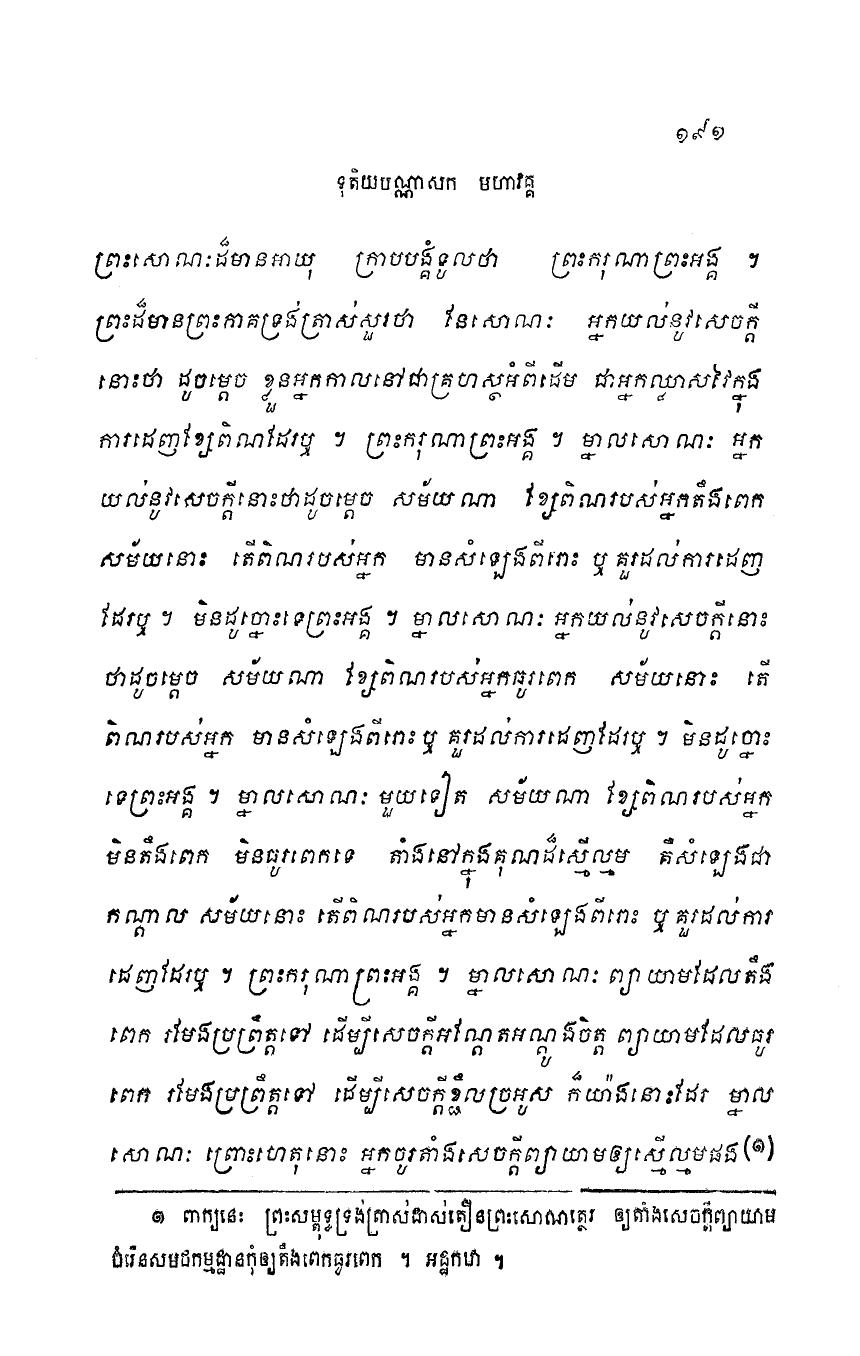 ១៩១
ទុតិយបណ្ណាសក មហាវគ្គ
ព្រះសោណៈដ៏មានអាយុ ក្រាបបង្គំទូលថា ព្រះករុណាព្រះអង្គ ។
ព្រះដ៏មានព្រះភាគទ្រង់ត្រាស់សួរថា នែសោណៈ អ្នកយល់នូវសេចក្តី
នោះថា ដូចម្តេច ខ្លួនអ្នកកាលនៅជាគ្រហស្ថអំពីដើម ជាអ្នកឈ្លាសវៃក្នុង
ការដេញខ្សែពិណដែរឬ ។ ព្រះករុណាព្រះអង្គ ។ ម្នាលសោណៈ អ្នក
យល់នូវសេចក្តីនោះថាដូចម្តេច សម័យណា ខ្សែពិណរបស់អ្នកតឹងពេក
សម័យនោះ តើពិណរបស់អ្នក មានសំឡេងពីរោះ ឬ គួរដល់ការដេញ
ដែរឬ ។ មិនដូច្នោះទេព្រះអង្គ ។ ម្នាលសោណៈ អ្នកយល់នូវសេចក្តីនោះ
ថាដូចម្តេច សម័យណា ខ្សែពិណរបស់អ្នកធូរពេក សម័យនោះ តើ
ពិណរបស់អ្នក មានសំឡេងពីរោះ ឬ គួរដល់ការដេញដែរឬ ។ មិនដូច្នោះ
ទេព្រះអង្គ ។ ម្នាលសោណៈ មួយទៀត សម័យណា ខ្សែពិណរបស់អ្នក
មិនតឹងពេក មិនធូរពេកទេ តាំងនៅក្នុងគុណដ៏ស្មើល្មម គឺសំឡេងជា
កណ្តាល សម័យនោះ តើពិណរបស់អ្នកមានសំឡេងពីរោះ ឬ គួរដល់ការ
ដេញដែរឬ ។ ព្រះករុណាព្រះអង្គ ។ ម្នាលសោណៈ ព្យាយាមដែលតឹង
ពេក រមែងប្រព្រឹត្តទៅ ដើម្បីសេចក្តីអណ្តែតអណ្តូងចិត្ត ព្យាយាមដែលធូរ
ពេក រមែងប្រព្រឹត្តទៅ ដើម្បីសេចក្តីខ្ជិលច្រអូស ក៏យ៉ាងនោះដែរ ម្នាល
សោណៈ ព្រោះហេតុនោះ អ្នកចូរតាំងសេចក្តីព្យាយាមឲ្យស្មើល្មមផង(១)
១ ពាក្យនេះ ព្រះសម្ពុទ្ធទ្រង់ត្រាស់ដាស់តឿនព្រះសោណត្ថេរ ឲ្យតាំងសេចក្តីព្យាយាម
ចំរើនសមថកម្មដ្ឋានកុំឲ្យតឹងពេកធូរពេក ។ អដ្ឋកថា ។